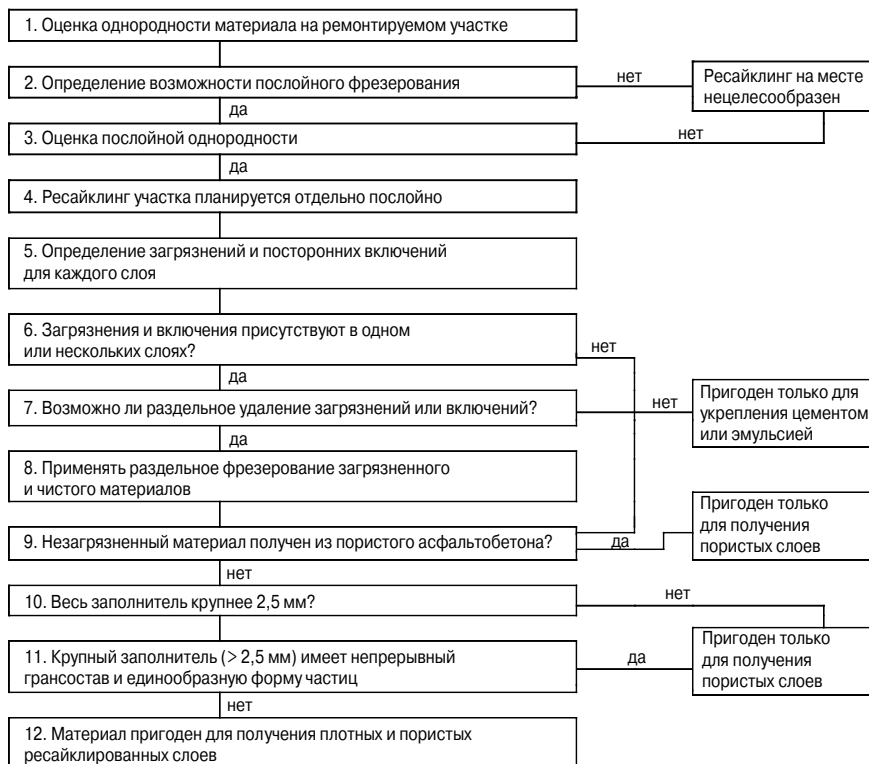 1. Оценка однородности материала на ремонтируемом участке
2. Определение возможности послойного фрезерования
нет
Ресайклинг на месте
нецелесообразен
да
3. Оценка послойной однородности
нет
да
4. Ресайклинг участка планируется отдельно послойно
5. Определение загрязнений и посторонних включений
для каждого слоя
6. Загрязнения и включения присутствуют в одном
или нескольких слоях?
нет
да
7. Возможно ли раздельное удаление загрязнений или включений?
нет
Пригоден только для
укрепления цементом
или эмульсией
да
8. Применять раздельное фрезерование загрязненного
и чистого материалов
9. Незагрязненный материал получен из пористого асфальтобетона?
да
Пригоден только
для получения
пористых слоев
нет
10. Весь заполнитель крупнее 2,5 мм?
нет
11. Крупный заполнитель (> 2,5 мм) имеет непрерывный
грансостав и единообразную форму частиц
да
Пригоден только
для получения
пористых слоев
нет
12. Материал пригоден для получения плотных и пористых
ресайклированных слоев